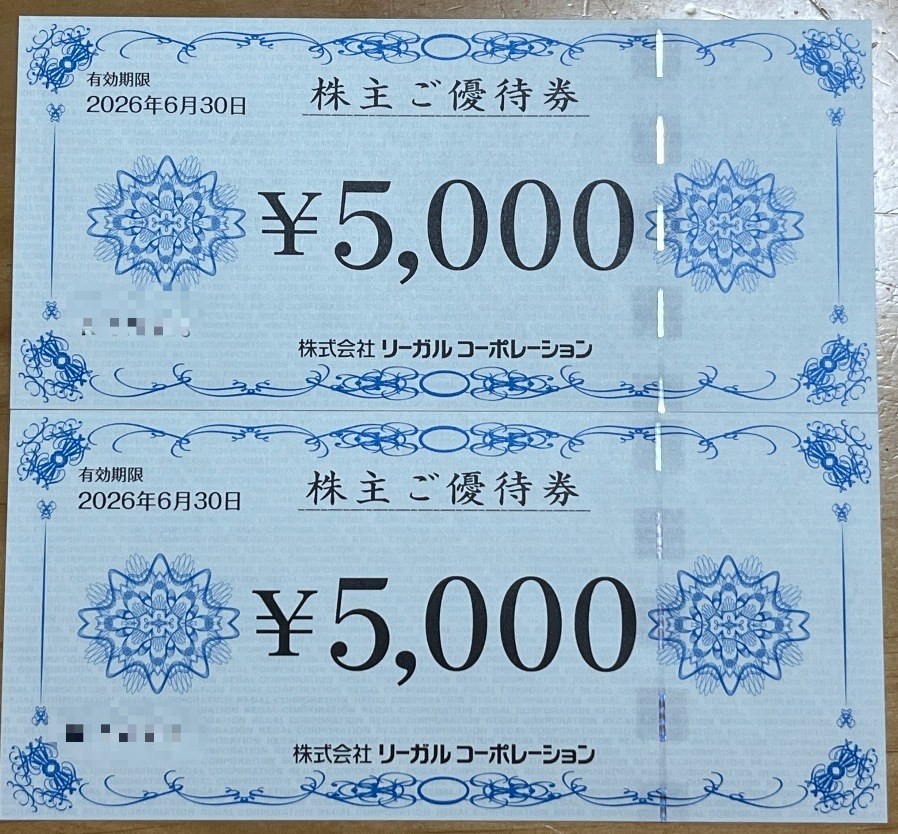 有効期限
2026年6月30日
株主ご優待券
¥5,000
株式会社 リーガル コーポレーション
有効期限
2026年6月30日
株主ご優待券
¥5,000
株式会社 リーガル コーポレーション